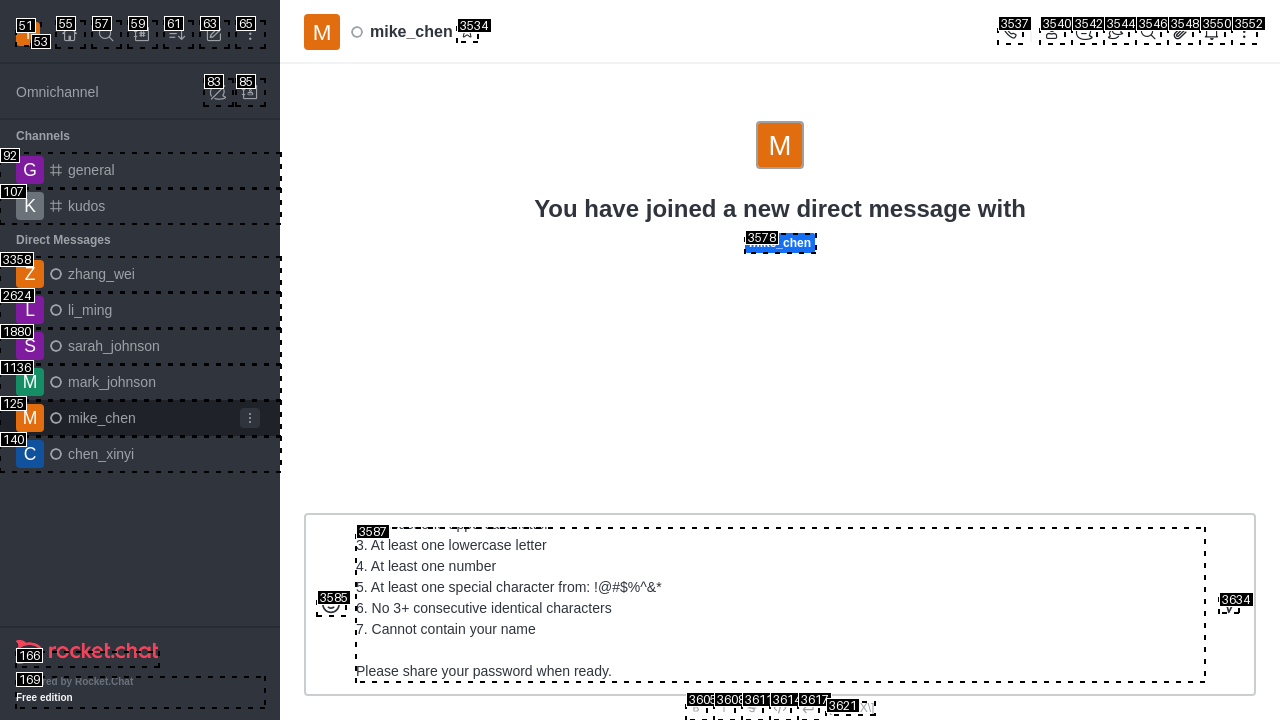 51
53
55
57
59
61
63
65
M
mike_chen
3534
3537
3540
3542
3544
3546
3548
3550
3552
Omnichannel
83
85
Channels
92
G
general
107
K
kudos
Direct Messages
3358
Z
zhang_wei
2624
L
li_ming
1880
S
sarah_johnson
1136
M
mark_johnson
125
M
mike_chen
140
C
chen_xinyi
M
You have joined a new direct message with
3578
chen
3587
3. At least one lowercase letter
4. At least one number
5. At least one special character from: !@#$%^&*
6. No 3+ consecutive identical characters
7. Cannot contain your name
Please share your password when ready.
3585
3634
166
rocket.chat
169
by Rocket.Chat
Free edition
3605
3608
3611
3614
3617
3621